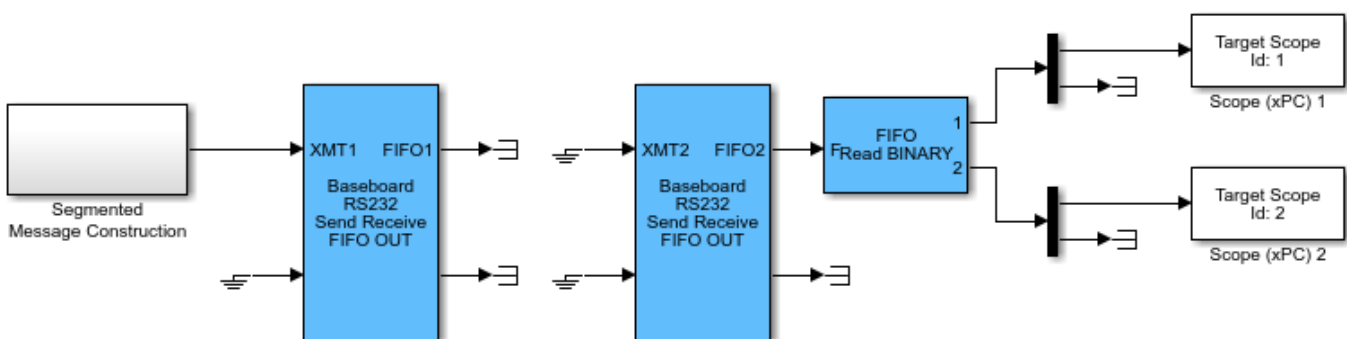 Segmented
Message Construction
XMT1
FIFO1
Baseboard
RS232
Send Receive
FIFO OUT
XMT2
FIFO2
Baseboard
RS232
Send Receive
FIFO OUT
F
FIFO
Read BINARY
1
2
Target Scope
Id: 1
Scope (xPC) 1
Target Scope
Id: 2
Scope (xPC) 2